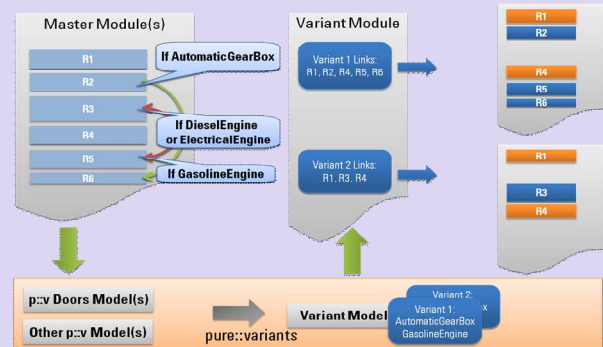 Master Module(s)
R1
R2
R3
R4
R5
R6
If AutomaticGearBox
If DieselEngine
or ElectricalEngine
If GasolineEngine
Variant Module
Variant 1 Links:
R1, R2, R4, R5, R6
Variant 2 Links:
R1. R3. R4
R1
R2
R4
R5
R6
R1
R3
R4
p::v Doors Model(s)
Other p::v Model(s)
pure::variants
Variant Model
Variant 2:
Variant 1:
AutomaticGearBox
GasolineEngine